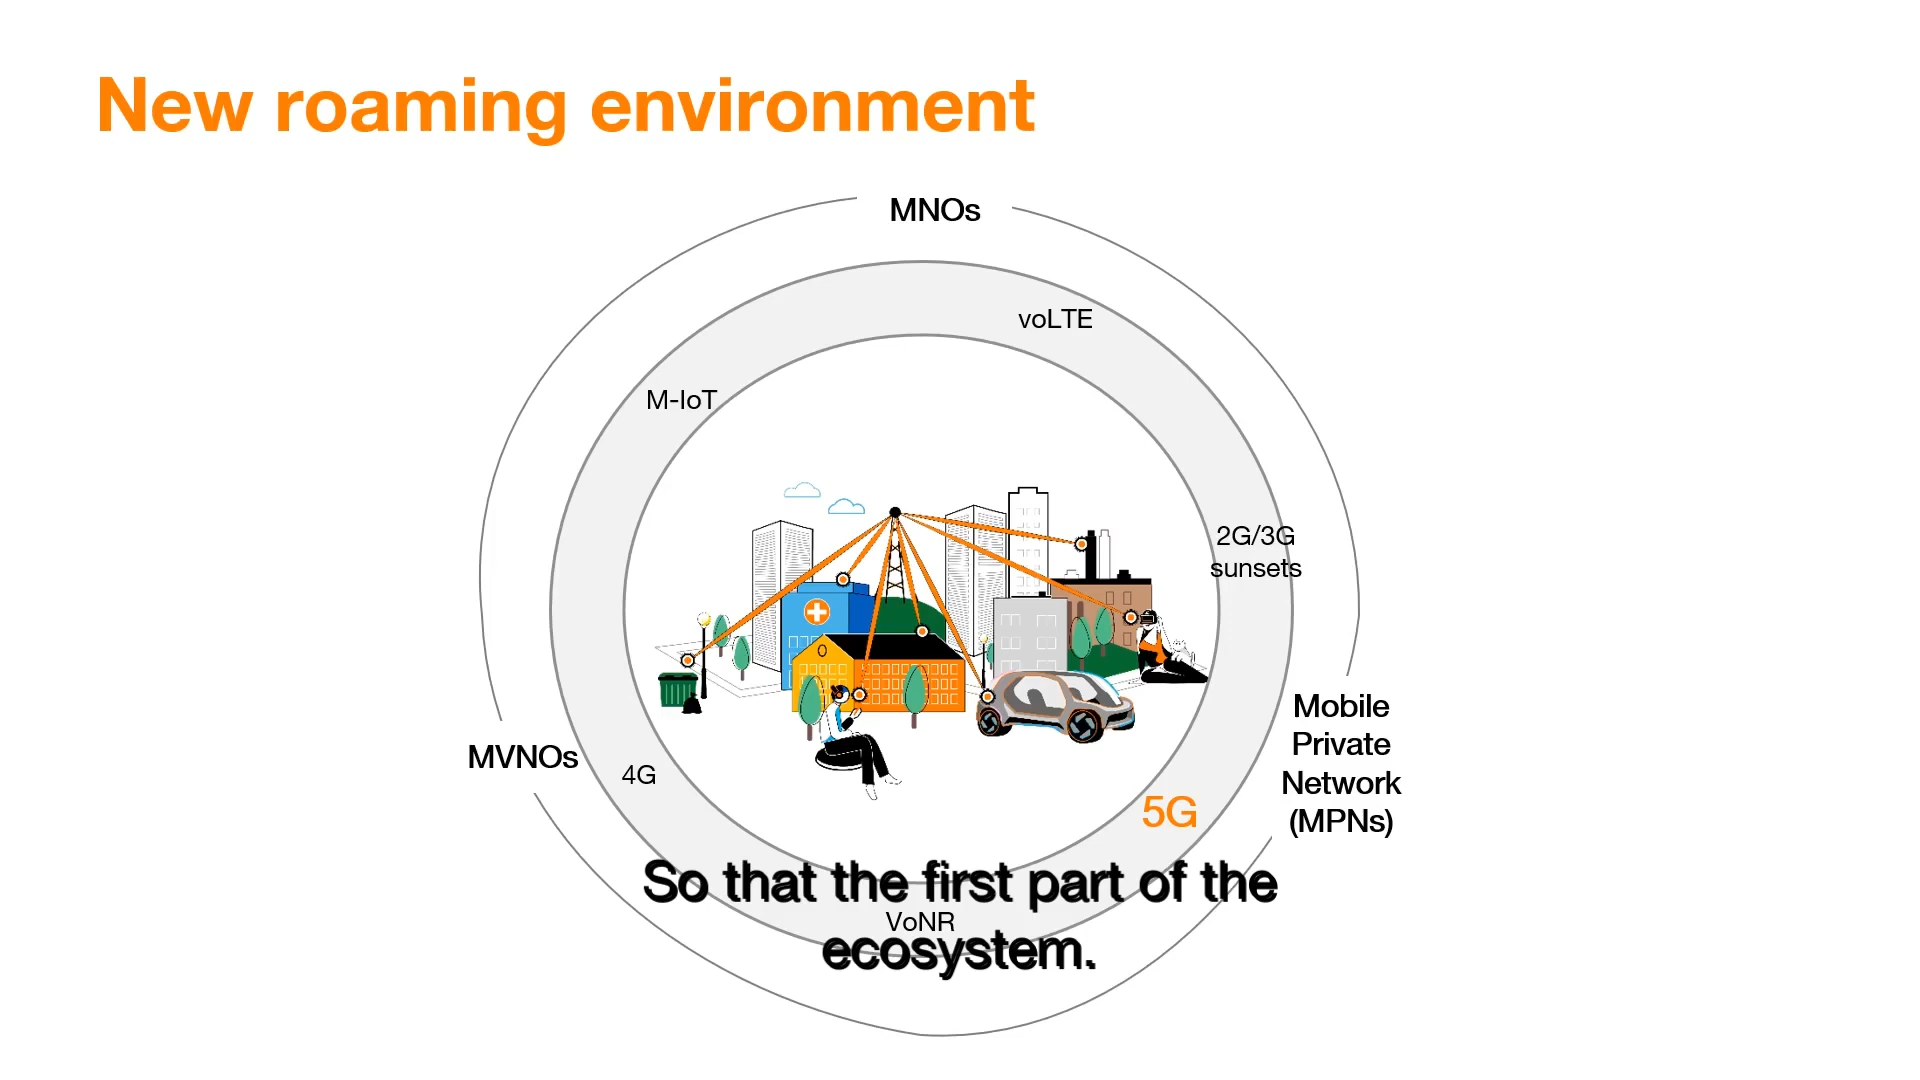 New roaming environment
MNOs
voLTE
M-IoT
2G/3G
sunsets
Mobile
Private
Network
(MPNs)
MVNOs
4G
5G
So that the first part of the
VoNR
ecosystem.